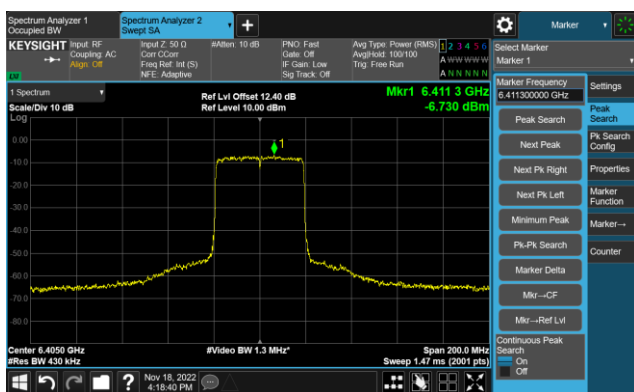 Spectrum Analyzer 1
Occupied BW
Spectrum Analyzer 2
Swept SA
Marker
KEYSIGHT
Input: RF
Coupling: AC
Align: Off
Input Z: 50 Ω
Corr CCorr
Freq Ref: Int (S)
NFE: Adaptive
#Atten: 10 dB
PNO: Fast
Gate: Off
IF Gain: Low
Sig Track: Off
Avg Type: Power (RMS)
Avg|Hold: 100/100
Trig: Free Run
1 2 3 4 5 6
A W W W W W
A N N N N N
LXI
1 Spectrum
Scale/Div 10 dB
Log
Ref Lvl Offset 12.40 dB
Ref Level 10.00 dBm
Mkr1 6.411 3 GHz
-6.730 dBm
1
0.00
-10.0
-20.0
-30.0
-40.0
-50.0
-60.0
-70.0
-80.0
Center 6.4050 GHz
#Res BW 430 kHz
#Video BW 1.3 MHz*
Span 200.0 MHz
Sweep 1.47 ms (2001 pts)
Nov 18, 2022
4:18:40 PM
Select Marker
Marker 1
Marker Frequency
6.411300000 GHz
Peak Search
Next Peak
Next Pk Right
Next Pk Left
Minimum Peak
Pk-Pk Search
Marker Delta
Mkr→CF
Mkr→Ref Lvl
Continuous Peak
Search
On
Off
Settings
Peak
Search
Pk Search
Config
Properties
Marker
Function
Marker→
Counter